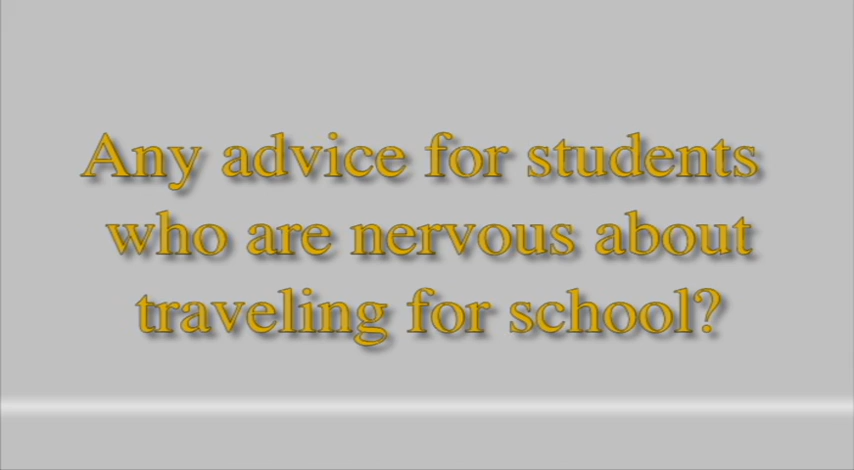 Any advice for students
who are nervous about
traveling for school?